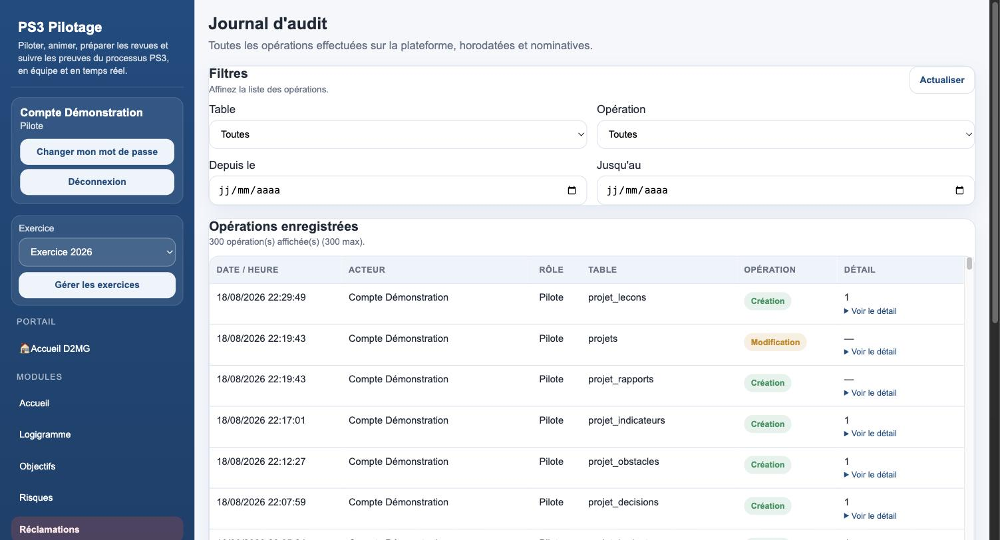 PS3 Pilotage
Piloter, animer, préparer les revues et
suivre les preuves du processus PS3,
en équipe et en temps réel.
Compte Démonstration
Pilote
Changer mon mot de passe
Déconnexion
Exercice
Exercice 2026
Gérer les exercices
PORTAIL
Accueil D2MG
MODULES
Accueil
Logigramme
Objectifs
Risques
Réclamations
Journal d'audit
Toutes les opérations effectuées sur la plateforme, horodatées et nominatives.
Filtres
Actualiser
Affinez la liste des opérations.
Table Opération
Toutes Toutes
Depuis le Jusqu'au
jj/mm/aaaa jj/mm/aaaa
Opérations enregistrées
300 opération(s) affichée(s) (300 max).
DATE / HEURE ACTEUR RÔLE TABLE OPÉRATION DÉTAIL
18/08/2026 22:29:49 Compte Démonstration Pilote projet_lecons Création 1
Voir le détail
18/08/2026 22:19:43 Compte Démonstration Pilote projets Modification —
Voir le détail
18/08/2026 22:19:43 Compte Démonstration Pilote projet_rapports Création —
Voir le détail
18/08/2026 22:17:01 Compte Démonstration Pilote projet_indicateurs Création 1
Voir le détail
18/08/2026 22:12:27 Compte Démonstration Pilote projet_obstacles Création 1
Voir le détail
18/08/2026 22:07:59 Compte Démonstration Pilote projet_decisions Création 1
Voir le détail